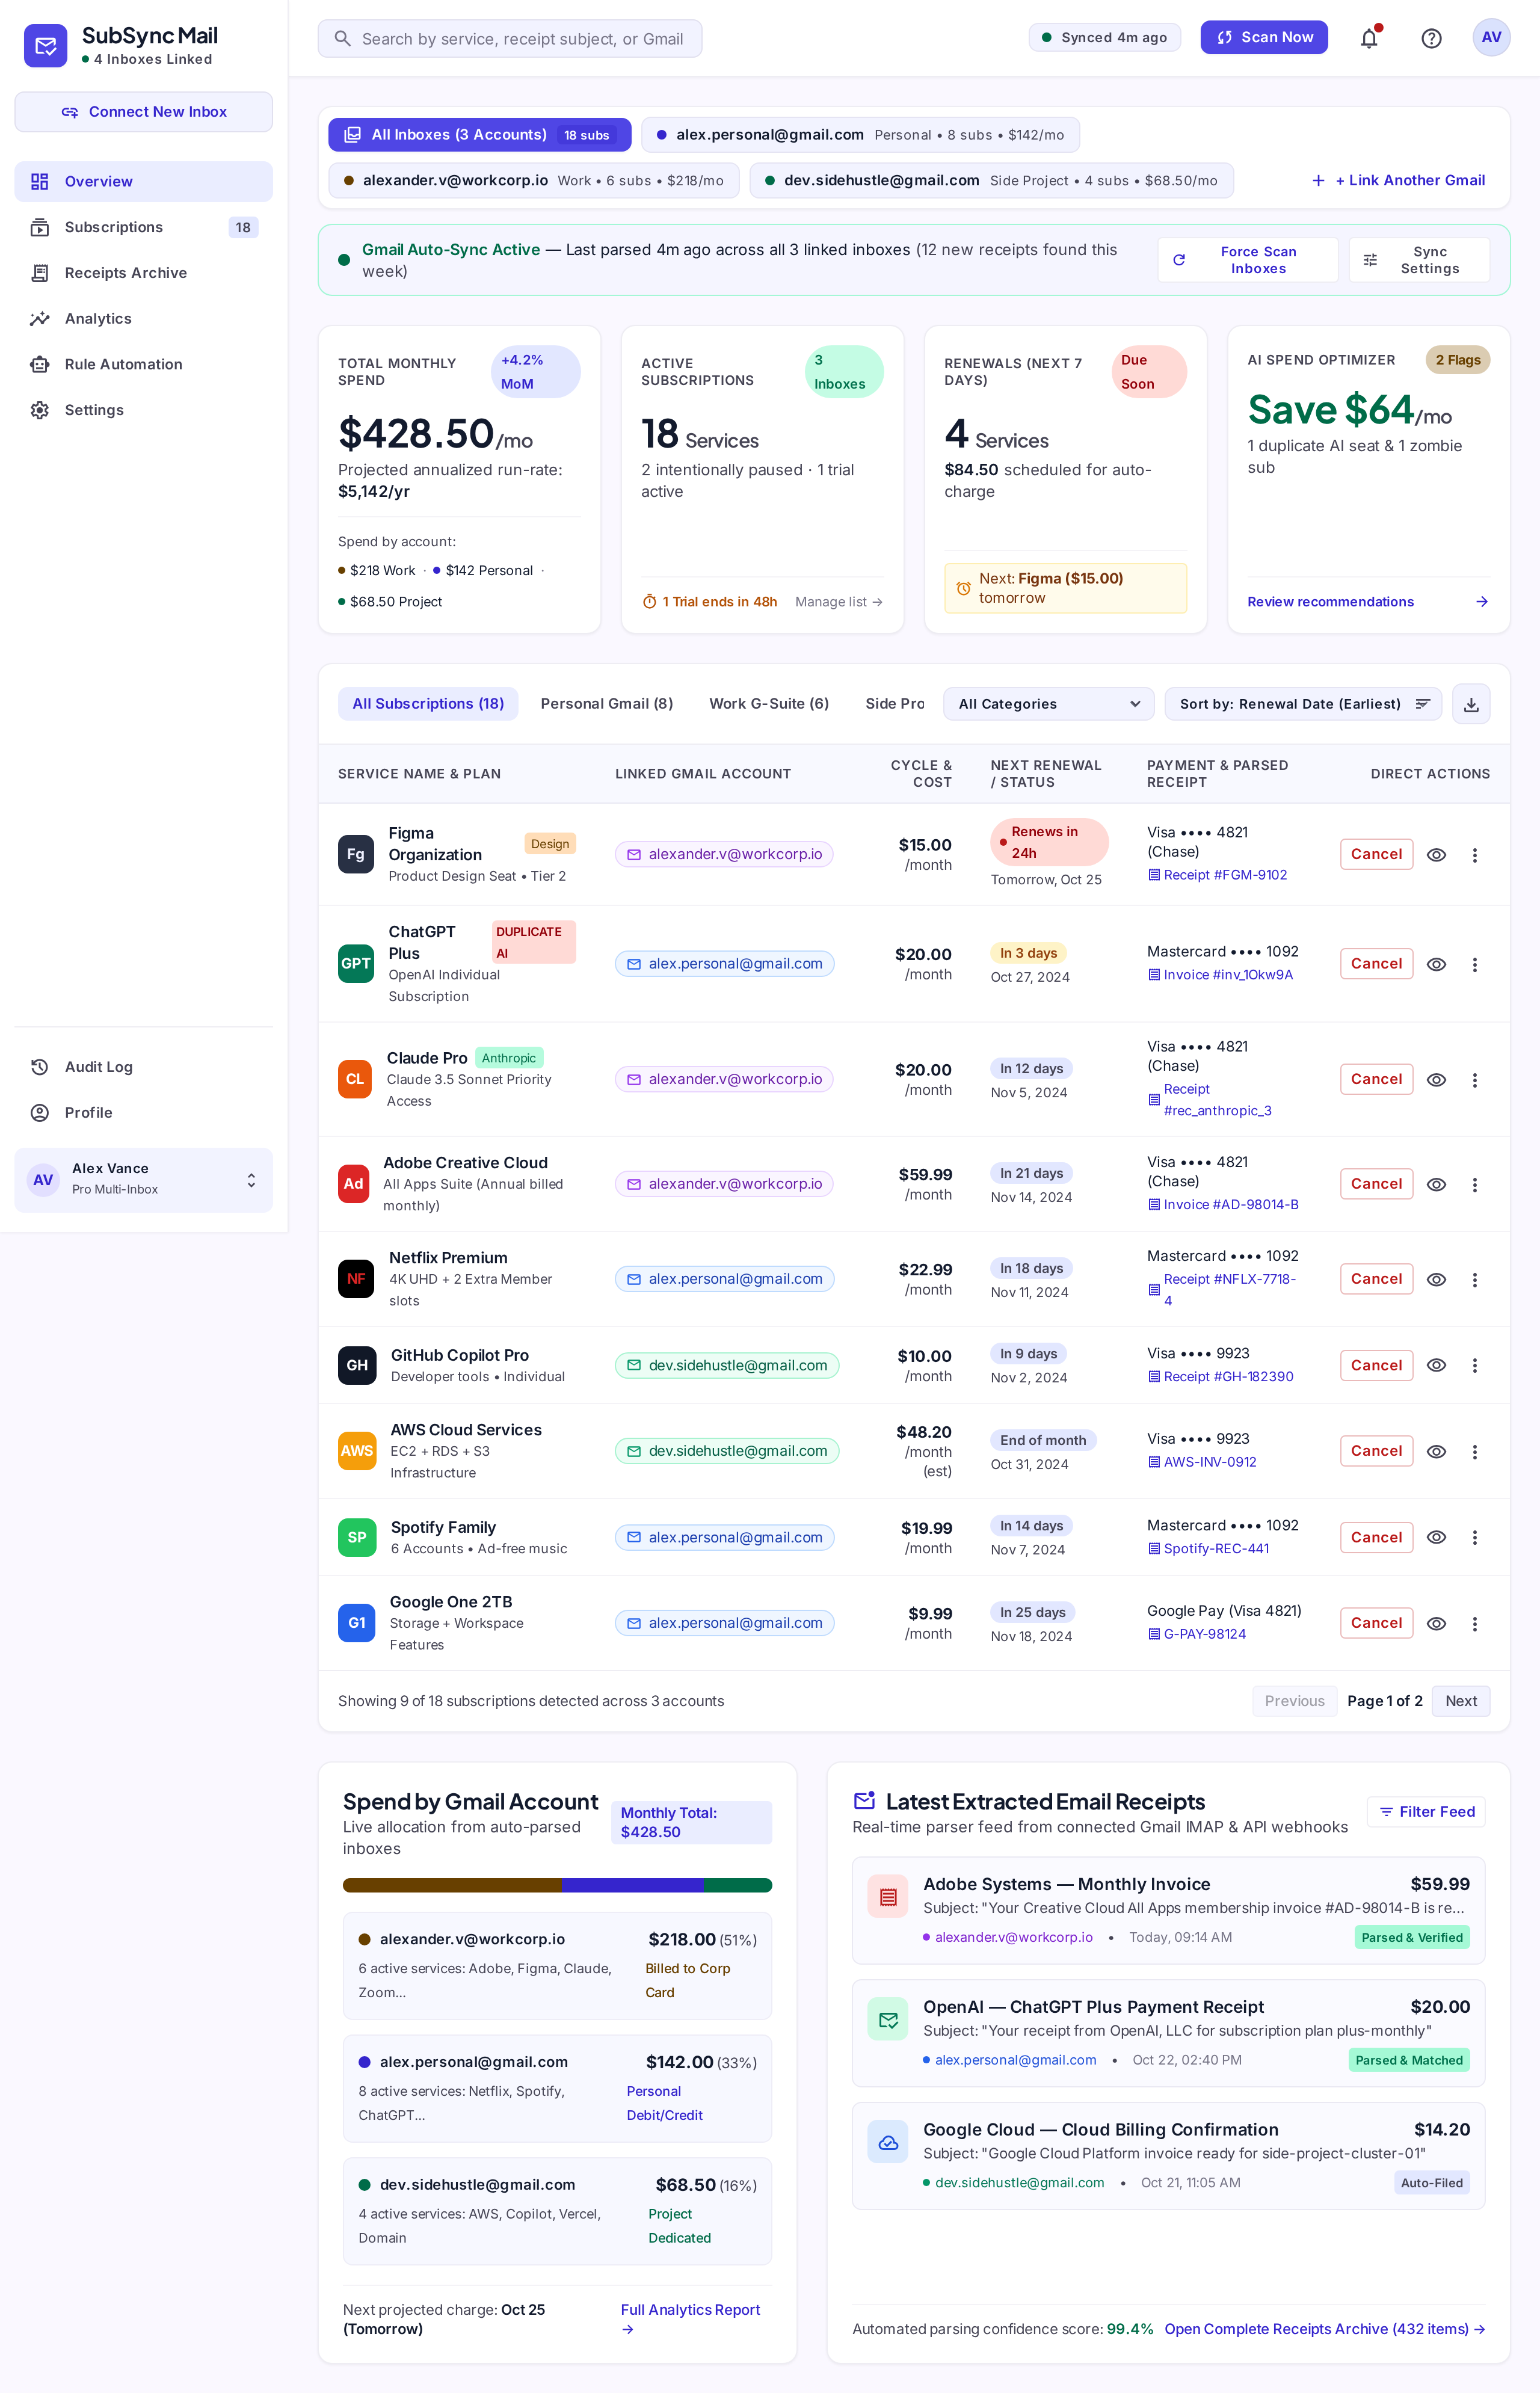 SubSync Mail
4 Inboxes Linked
Connect New Inbox
Overview
Subscriptions 18
Receipts Archive
Analytics
Rule Automation
Settings
Audit Log
Profile
AV
Alex Vance
Pro Multi-Inbox
Search by service, receipt subject, or Gmail
Synced 4m ago
Scan Now
AV
All Inboxes (3 Accounts) 18 subs
alex.personal@gmail.com Personal • 8 subs • $142/mo
alexander.v@workcorp.io Work • 6 subs • $218/mo
dev.sidehustle@gmail.com Side Project • 4 subs • $68.50/mo
+ Link Another Gmail
Gmail Auto-Sync Active — Last parsed 4m ago across all 3 linked inboxes (12 new receipts found this
week)
Force Scan
Inboxes
Sync
Settings
TOTAL MONTHLY
SPEND
+4.2%
MoM
$428.50/mo
Projected annualized run-rate:
$5,142/yr
Spend by account:
$218 Work · $142 Personal ·
$68.50 Project
ACTIVE
SUBSCRIPTIONS
3
Inboxes
18 Services
2 intentionally paused · 1 trial
active
1 Trial ends in 48h
Manage list →
RENEWALS (NEXT 7
DAYS)
Due
Soon
4 Services
$84.50 scheduled for auto-
charge
Next: Figma ($15.00)
tomorrow
AI SPEND OPTIMIZER
2 Flags
Save $64/mo
1 duplicate AI seat & 1 zombie
sub
Review recommendations →
All Subscriptions (18)
Personal Gmail (8)
Work G-Suite (6)
Side Pro
All Categories
Sort by: Renewal Date (Earliest)
SERVICE NAME & PLAN
LINKED GMAIL ACCOUNT
CYCLE &
COST
NEXT RENEWAL
/ STATUS
PAYMENT & PARSED
RECEIPT
DIRECT ACTIONS
Fg
Figma
Organization
Design
Product Design Seat • Tier 2
alexander.v@workcorp.io
$15.00
/month
Renews in
24h
Tomorrow, Oct 25
Visa •••• 4821
(Chase)
Receipt #FGM-9102
Cancel
GPT
ChatGPT
Plus
DUPLICATE
AI
OpenAI Individual
Subscription
alex.personal@gmail.com
$20.00
/month
In 3 days
Oct 27, 2024
Mastercard •••• 1092
Invoice #inv_1Okw9A
Cancel
CL
Claude Pro Anthropic
Claude 3.5 Sonnet Priority
Access
alexander.v@workcorp.io
$20.00
/month
In 12 days
Nov 5, 2024
Visa •••• 4821
(Chase)
Receipt
#rec_anthropic_3
Cancel
Ad
Adobe Creative Cloud
All Apps Suite (Annual billed
monthly)
alexander.v@workcorp.io
$59.99
/month
In 21 days
Nov 14, 2024
Visa •••• 4821
(Chase)
Invoice #AD-98014-B
Cancel
NF
Netflix Premium
4K UHD + 2 Extra Member
slots
alex.personal@gmail.com
$22.99
/month
In 18 days
Nov 11, 2024
Mastercard •••• 1092
Receipt #NFLX-7718-
4
Cancel
GH
GitHub Copilot Pro
Developer tools • Individual
dev.sidehustle@gmail.com
$10.00
/month
In 9 days
Nov 2, 2024
Visa •••• 9923
Receipt #GH-182390
Cancel
AWS
AWS Cloud Services
EC2 + RDS + S3
Infrastructure
dev.sidehustle@gmail.com
$48.20
/month
(est)
End of month
Oct 31, 2024
Visa •••• 9923
AWS-INV-0912
Cancel
SP
Spotify Family
6 Accounts • Ad-free music
alex.personal@gmail.com
$19.99
/month
In 14 days
Nov 7, 2024
Mastercard •••• 1092
Spotify-REC-441
Cancel
G1
Google One 2TB
Storage + Workspace
Features
alex.personal@gmail.com
$9.99
/month
In 25 days
Nov 18, 2024
Google Pay (Visa 4821)
G-PAY-98124
Cancel
Showing 9 of 18 subscriptions detected across 3 accounts
Previous
Page 1 of 2
Next
Spend by Gmail Account
Live allocation from auto-parsed
inboxes
Monthly Total:
$428.50
alexander.v@workcorp.io
$218.00 (51%)
6 active services: Adobe, Figma, Claude,
Zoom...
Billed to Corp
Card
alex.personal@gmail.com
$142.00 (33%)
8 active services: Netflix, Spotify,
ChatGPT...
Personal
Debit/Credit
dev.sidehustle@gmail.com
$68.50 (16%)
4 active services: AWS, Copilot, Vercel,
Domain
Project
Dedicated
Next projected charge: Oct 25
(Tomorrow)
Full Analytics Report
→
Latest Extracted Email Receipts
Real-time parser feed from connected Gmail IMAP & API webhooks
Filter Feed
Adobe Systems — Monthly Invoice
$59.99
Subject: "Your Creative Cloud All Apps membership invoice #AD-98014-B is re...
alexander.v@workcorp.io • Today, 09:14 AM
Parsed & Verified
OpenAI — ChatGPT Plus Payment Receipt
$20.00
Subject: "Your receipt from OpenAI, LLC for subscription plan plus-monthly"
alex.personal@gmail.com • Oct 22, 02:40 PM
Parsed & Matched
Google Cloud — Cloud Billing Confirmation
$14.20
Subject: "Google Cloud Platform invoice ready for side-project-cluster-01"
dev.sidehustle@gmail.com • Oct 21, 11:05 AM
Auto-Filed
Automated parsing confidence score: 99.4%
Open Complete Receipts Archive (432 items) →